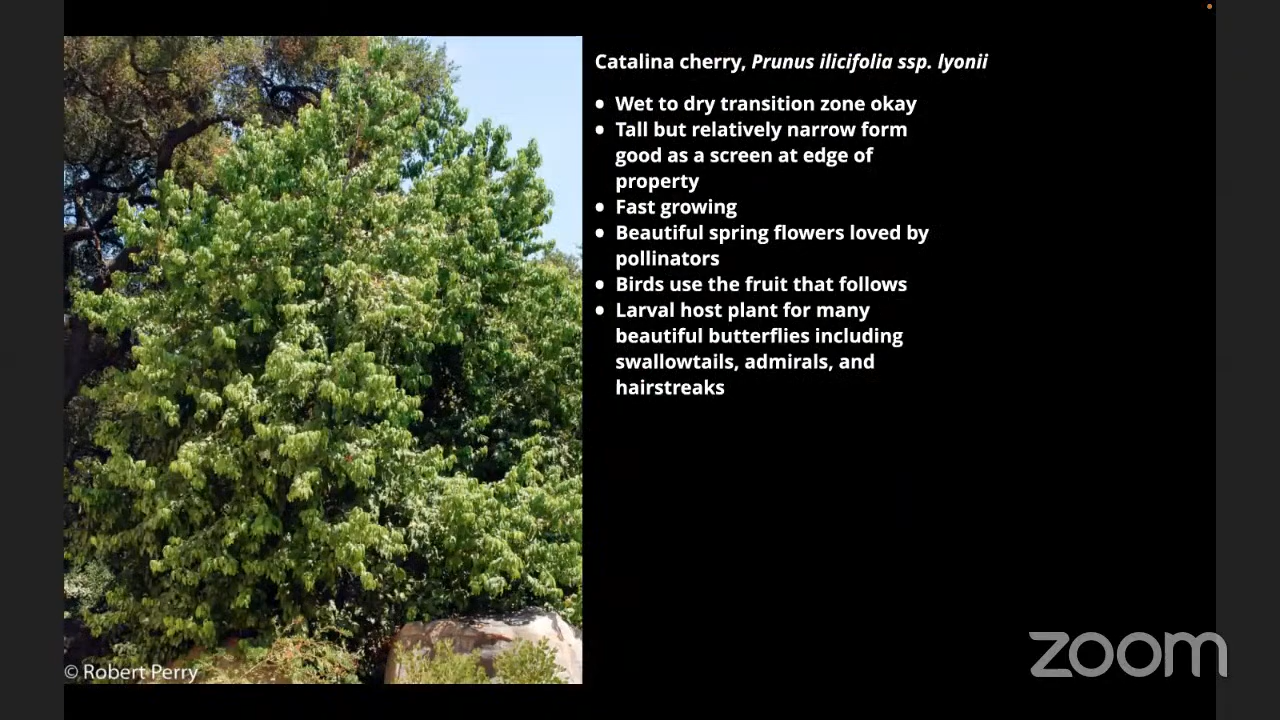 Catalina cherry, Prunus ilicifolia ssp. lyonii
• Wet to dry transition zone okay
• Tall but relatively narrow form
good as a screen at edge of
property
• Fast growing
• Beautiful spring flowers loved by
pollinators
• Birds use the fruit that follows
• Larval host plant for many
beautiful butterflies including
swallowtails, admirals, and
hairstreaks
© Robert Perry
zoom